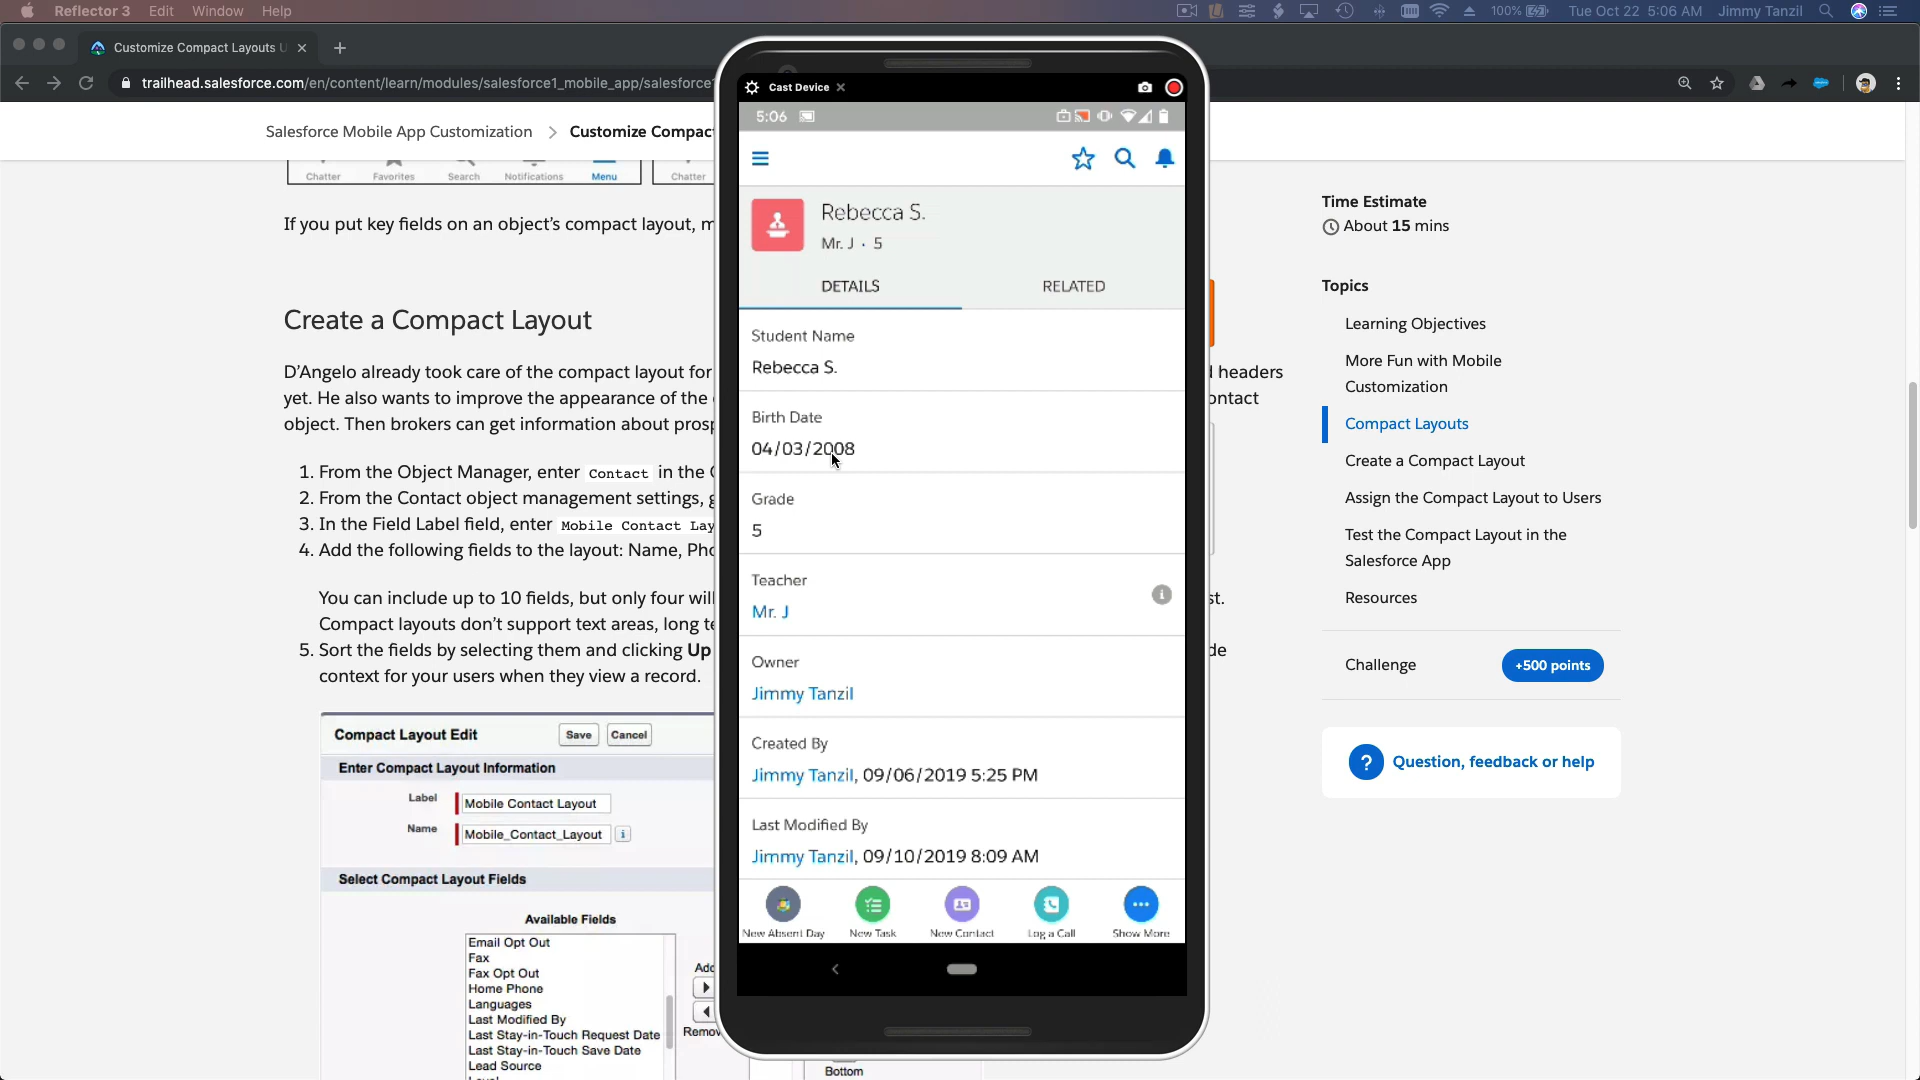 Reflector 3 Edit Window Help
100% Tue Oct 22 5:06 AM Jimmy Tanzil
Customize Compact Layouts U
trailhead.salesforce.com/en/content/learn/modules/salesforce1_mobile_app/salesforce1
Salesforce Mobile App Customization > Customize Compact
Chatter Favorites Search Notifications Menu Chatter
If you put key fields on an object's compact layout, m
Create a Compact Layout
D'Angelo already took care of the compact layout for
headers
yet. He also wants to improve the appearance of the
ontact
object. Then brokers can get information about prosp
1. From the Object Manager, enter Contact in the
2. From the Contact object management settings, g
3. In the Field Label field, enter Mobile Contact Lay
4. Add the following fields to the layout: Name, Pho
You can include up to 10 fields, but only four will
st.
Compact layouts don't support text areas, long te
5. Sort the fields by selecting them and clicking Up
de
context for your users when they view a record.
Compact Layout Edit Save Cancel
Enter Compact Layout Information
Label Mobile Contact Layout
Name Mobile_Contact_Layout i
Select Compact Layout Fields
Available Fields
Email Opt Out
Fax
Fax Opt Out
Home Phone
Languages
Last Modified By
Last Stay-in-Touch Request Date
Last Stay-in-Touch Save Date
Lead Source
Add
Remov
Bottom
Cast Device
5:06
Rebecca S.
Mr. J · 5
DETAILS RELATED
Student Name
Rebecca S.
Birth Date
04/03/2008
Grade
5
Teacher
Mr. J
Owner
Jimmy Tanzil
Created By
Jimmy Tanzil, 09/06/2019 5:25 PM
Last Modified By
Jimmy Tanzil, 09/10/2019 8:09 AM
New Absent Day New Task New Contact Log a Call Show More
Time Estimate
About 15 mins
Topics
Learning Objectives
More Fun with Mobile
Customization
Compact Layouts
Create a Compact Layout
Assign the Compact Layout to Users
Test the Compact Layout in the
Salesforce App
Resources
Challenge +500 points
? Question, feedback or help